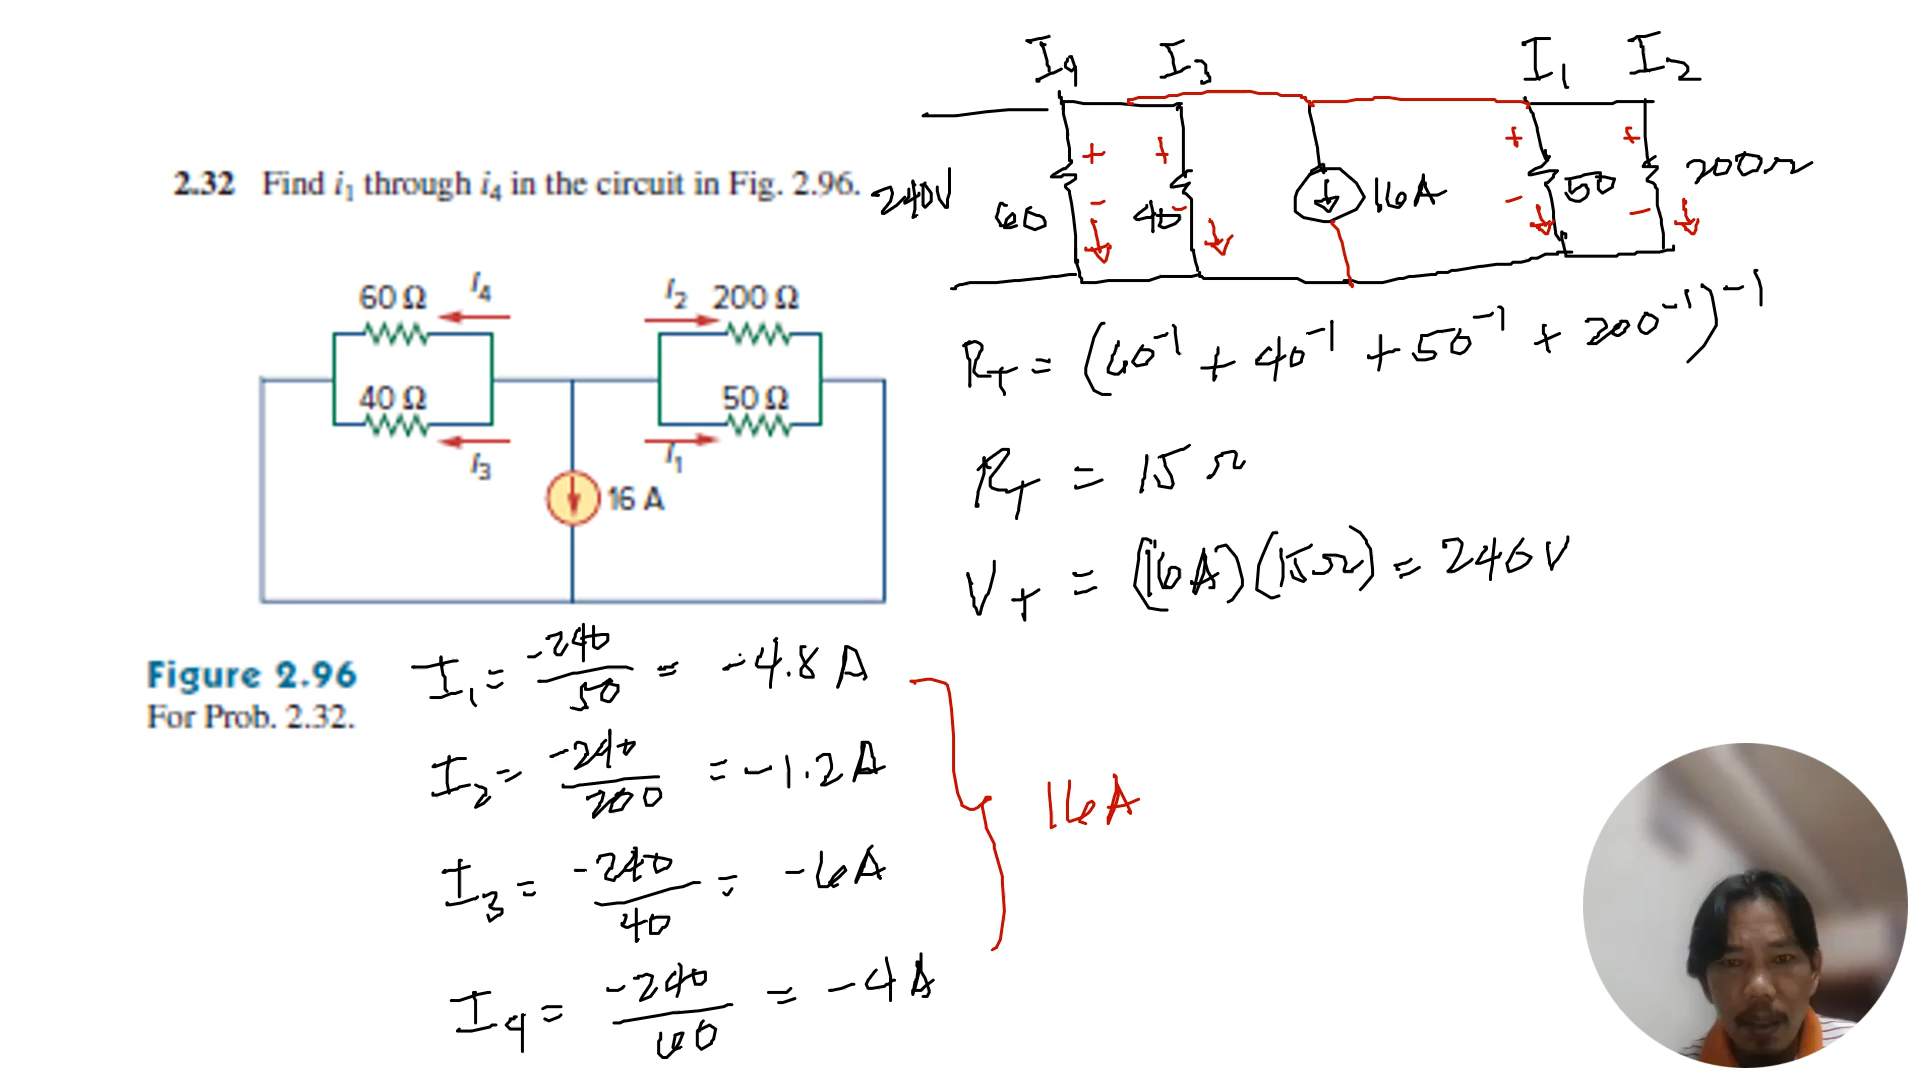 2.32 Find i1 through i4 in the circuit in Fig. 2.96.
60 Ω I4
I2 200 Ω
40 Ω
50 Ω
I3
I1
16 A
Figure 2.96
For Prob. 2.32.
I4 I3 I1 I2
+ + + +
240V 60 40 16A 50 200Ω
- - - -
RT = (60^-1 + 40^-1 + 50^-1 + 200^-1)^-1
RT = 15 Ω
VT = (16A)(15Ω) = 240V
I1 = -240/50 = -4.8 A
I2 = -240/200 = -1.2 A
I3 = -240/40 = -6A
I4 = -240/60 = -4A
16A